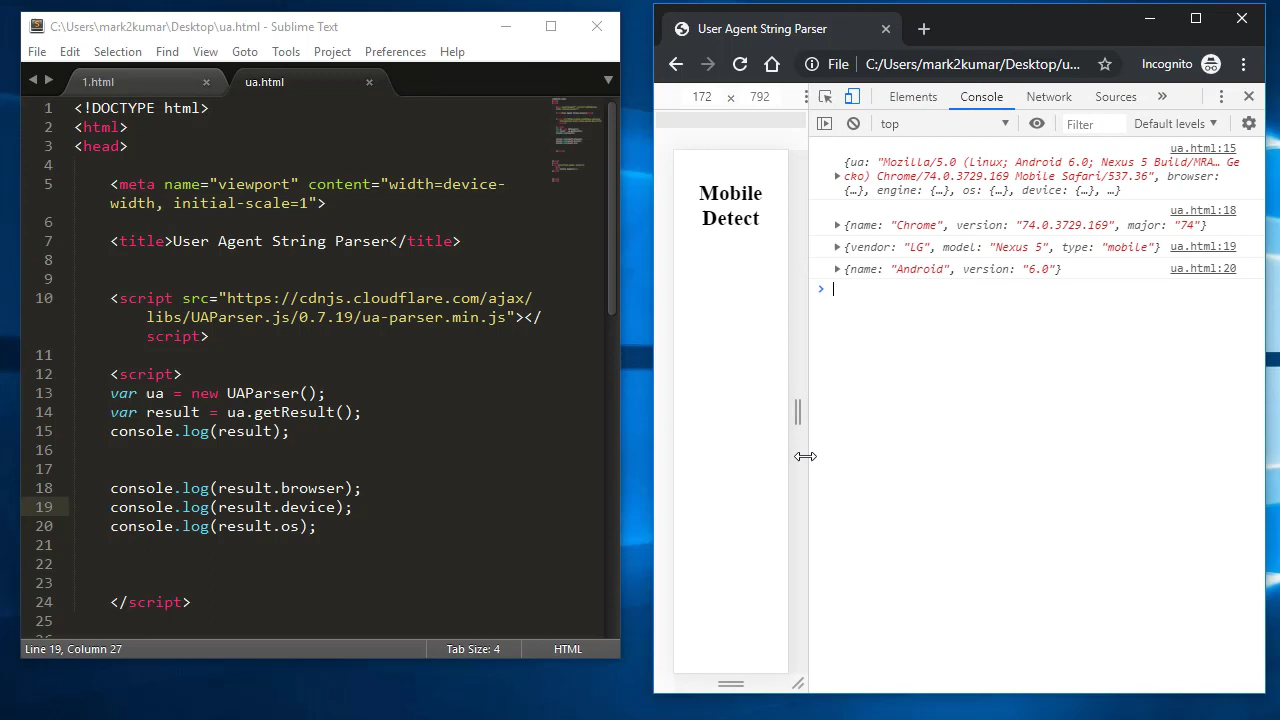 C:\Users\mark2kumar\Desktop\ua.html - Sublime Text
File Edit Selection Find View Goto Tools Project Preferences Help
1.html ua.html
1 <!DOCTYPE html>
2 <html>
3 <head>
4
5 <meta name="viewport" content="width=device-
width, initial-scale=1">
6
7 <title>User Agent String Parser</title>
8
9
10 <script src="https://cdnjs.cloudflare.com/ajax/
libs/UAParser.js/0.7.19/ua-parser.min.js"></
script>
11
12 <script>
13 var ua = new UAParser();
14 var result = ua.getResult();
15 console.log(result);
16
17
18 console.log(result.browser);
19 console.log(result.device);
20 console.log(result.os);
21
22
23
24 </script>
25
Line 19, Column 27 Tab Size: 4 HTML
User Agent String Parser
File C:/Users/mark2kumar/Desktop/u... Incognito
172 x 792
Mobile
Detect
Elements Console Network Sources »
top Filter Default levels
ua.html:15
{ua: "Mozilla/5.0 (Linux; Android 6.0; Nexus 5 Build/MRA… Ge
cko) Chrome/74.0.3729.169 Mobile Safari/537.36", browser:
{…}, engine: {…}, os: {…}, device: {…}, …}
ua.html:18
{name: "Chrome", version: "74.0.3729.169", major: "74"}
{vendor: "LG", model: "Nexus 5", type: "mobile"} ua.html:19
{name: "Android", version: "6.0"} ua.html:20